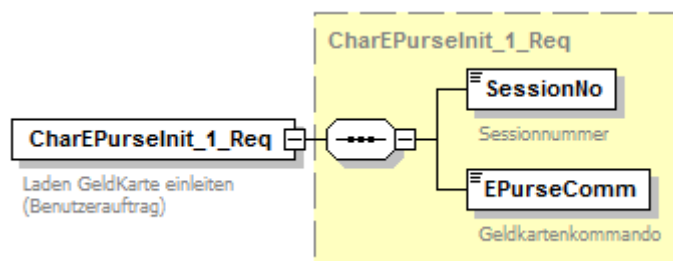 CharEPurseInit_1_Req
SessionNo
Sessionnummer
CharEPurseInit_1_Req
Laden GeldKarte einleiten
(Benutzerauftrag)
EPurseComm
Geldkartenkommando